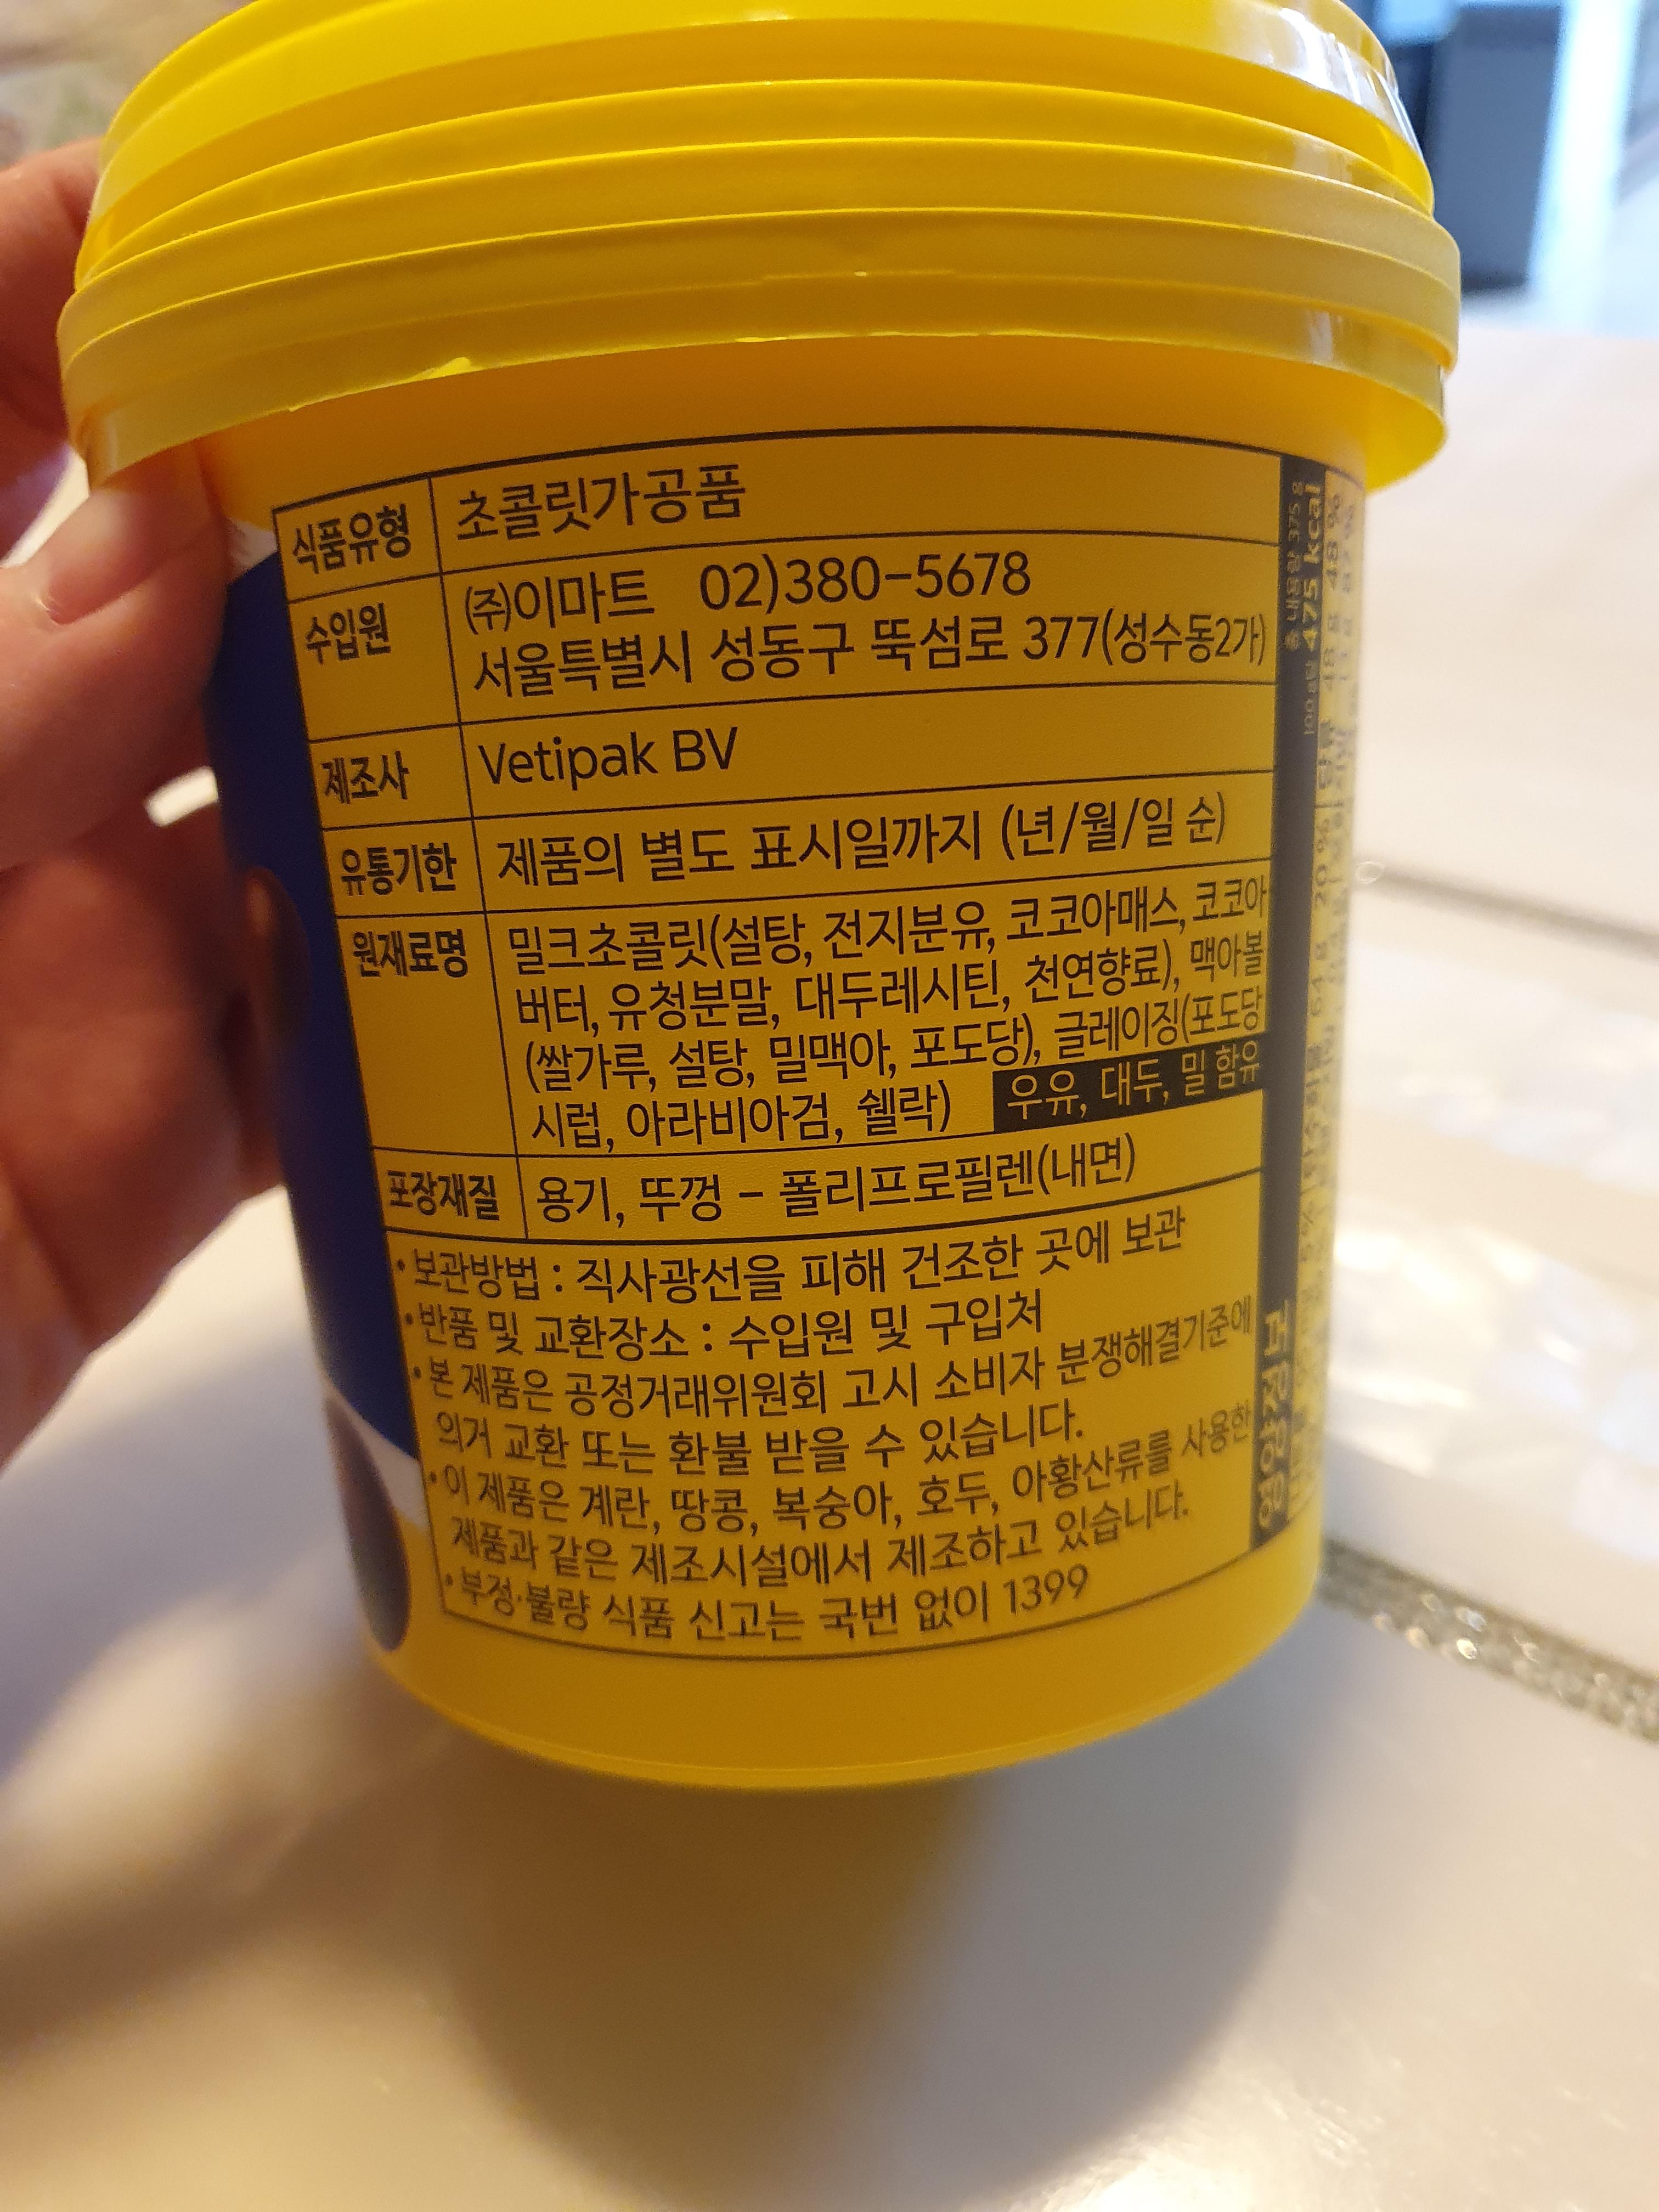 식품유형 초콜릿가공품
수입원 ㈜이마트 02)380-5678
서울특별시 성동구 뚝섬로 377(성수동2가)
제조사 Vetipak BV
유통기한 제품의 별도 표시일까지 (년/월/일 순)
원재료명 밀크초콜릿(설탕, 전지분유, 코코아매스, 코코아
버터, 유청분말, 대두레시틴, 천연향료), 맥아볼
(쌀가루, 설탕, 밀맥아, 포도당), 글레이징(포도당
시럽, 아라비아검, 쉘락) 우유, 대두, 밀 함유
포장재질 용기, 뚜껑 - 폴리프로필렌(내면)
•보관방법 : 직사광선을 피해 건조한 곳에 보관
•반품 및 교환장소 : 수입원 및 구입처
•본 제품은 공정거래위원회 고시 소비자 분쟁해결기준에
의거 교환 또는 환불 받을 수 있습니다.
•이 제품은 계란, 땅콩, 복숭아, 호두, 아황산류를 사용한
제품과 같은 제조시설에서 제조하고 있습니다.
•부정·불량 식품 신고는 국번 없이 1399
영양정보
총 내용량 375 g
100 g당 475 kcal